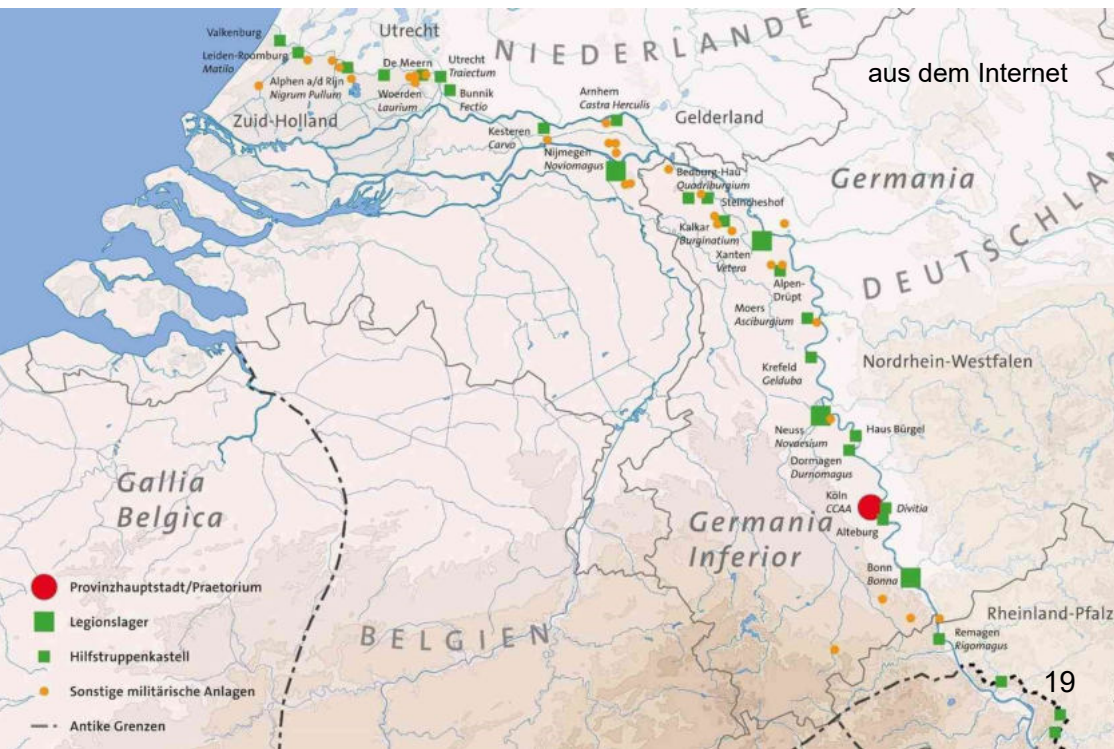 Utrecht
NIEDERLANDE
aus dem Internet
Valkenburg
Leiden-Roomburg
Matilo
Alphen a/d Rijn
Nigrum Pullum
De Meern
Utrecht
Traiectum
Woerden
Laurium
Bunnik
Fectio
Zuid-Holland
Arnhem
Castra Herculis
Gelderland
Kesteren
Carvo
Nijmegen
Noviomagus
Bedburg-Hau
Quadriburgium
Steincheshof
Germania
Kalkar
Burginatium
Xanten
Vetera
DEUTSCHLAN
Alpen-
Drüpt
Moers
Asciburgium
Krefeld
Gelduba
Nordrhein-Westfalen
Neuss
Novaesium
Haus Bürgel
Dormagen
Durnomagus
Gallia
Belgica
Köln
CCAA
Divitia
Alteburg
Germania
Inferior
Bonn
Bonna
Rheinland-Pfalz
Remagen
Rigomagus
BELGIEN
Provinzhauptstadt/Praetorium
Legionslager
Hilfstruppenkastell
Sonstige militärische Anlagen
Antike Grenzen
19